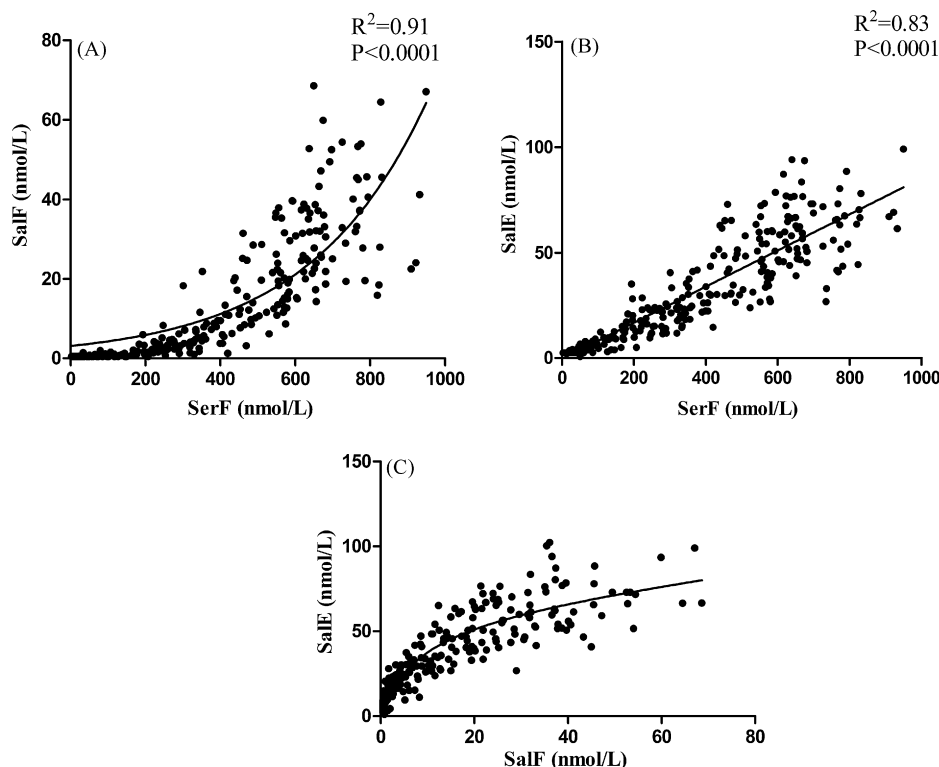 R²=0.91
P<0.0001
(A)
80
60
40
20
0
SalF (nmol/L)
0 200 400 600 800 1000
SerF (nmol/L)
R²=0.83
P<0.0001
(B)
150
100
50
0
SalE (nmol/L)
0 200 400 600 800 1000
SerF (nmol/L)
(C)
150
100
50
0
SalE (nmol/L)
0 20 40 60 80
SalF (nmol/L)